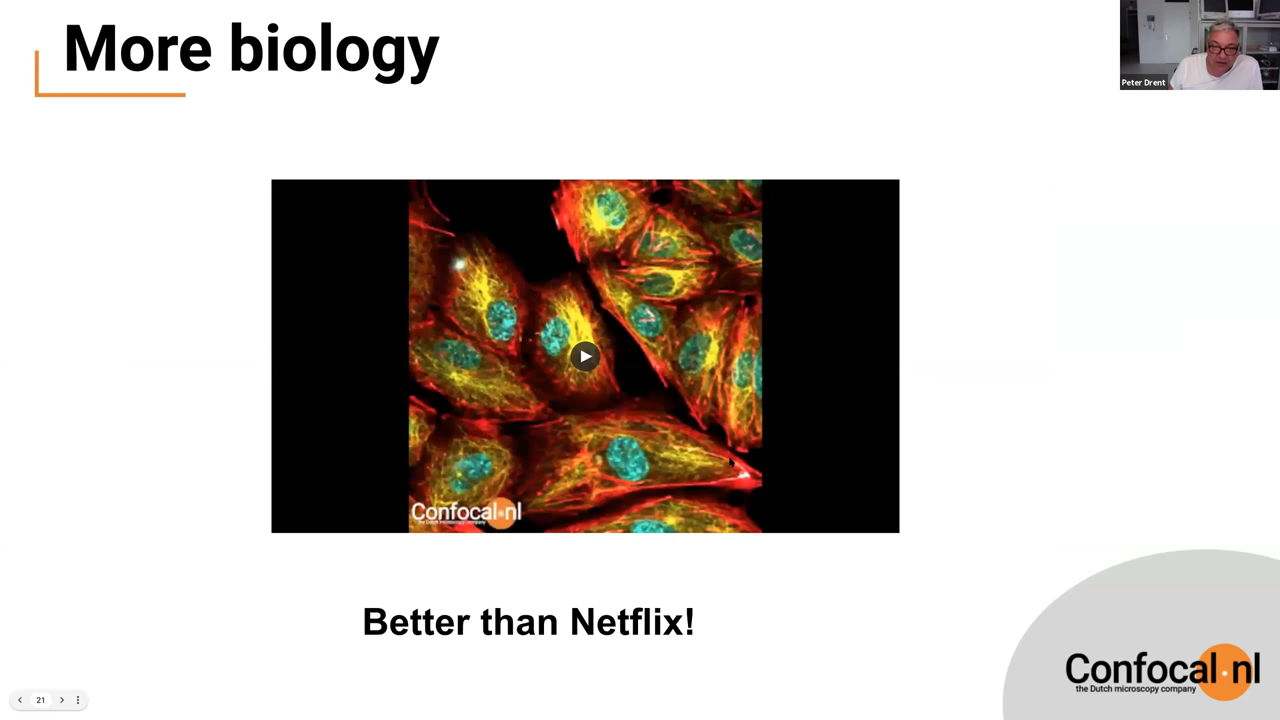 More biology
Peter Drent
Confocal.nl
the Dutch microscopy company
Better than Netflix!
Confocal.nl
the Dutch microscopy company
21